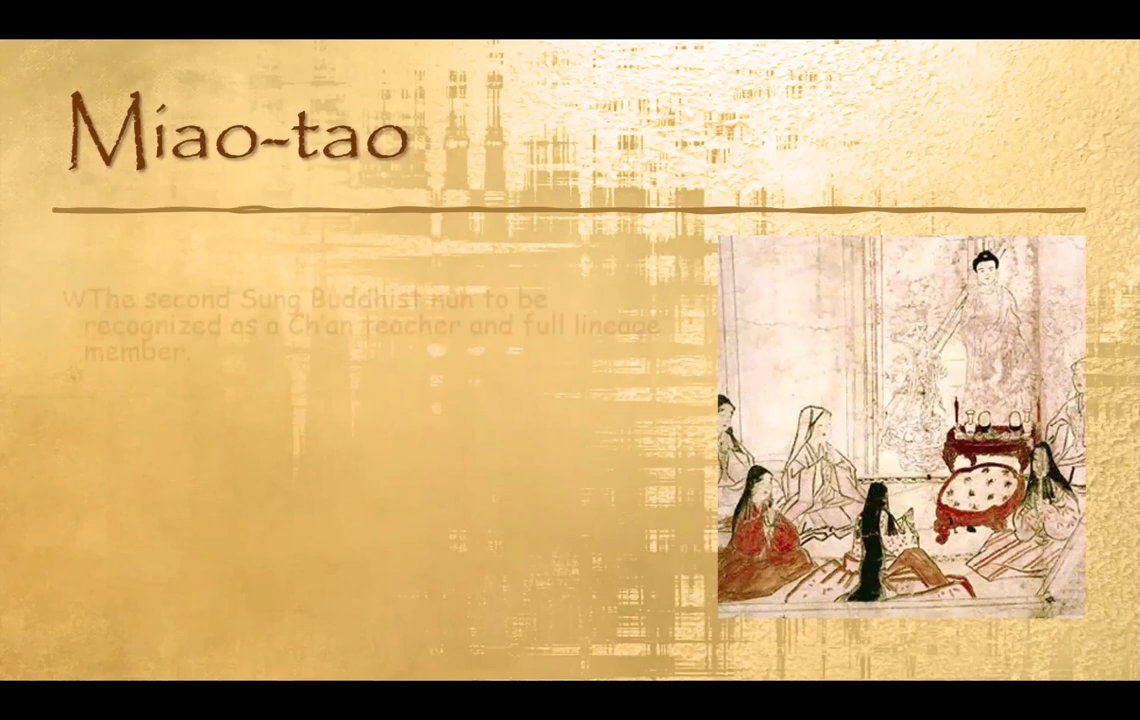 Miao-tao
WThe second Sung Buddhist nun to be
recognized as a Ch'an teacher and full lineage
member.